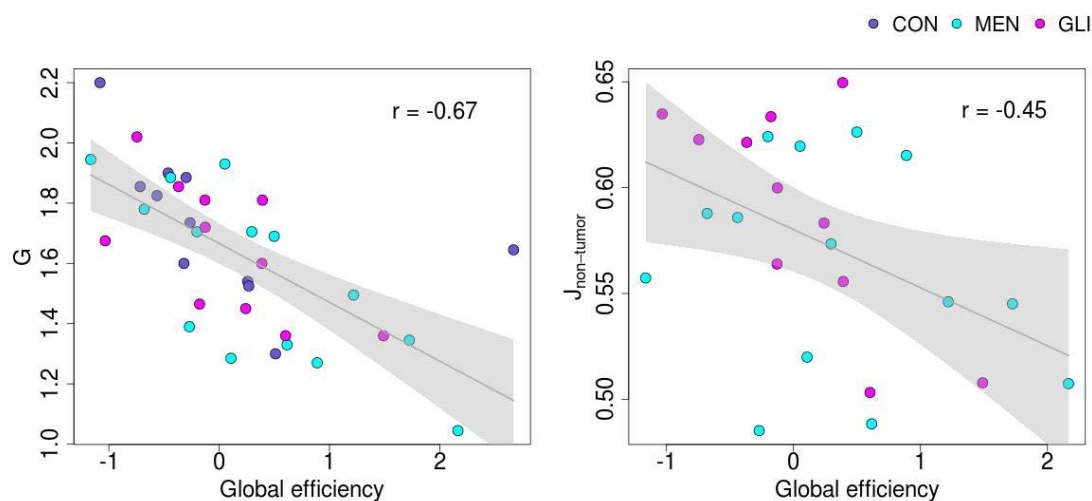 CON MEN GLI
r = -0.67
G
2.2
2.0
1.8
1.6
1.4
1.2
1.0
-1 0 1 2
Global efficiency
r = -0.45
Jnon−tumor
0.65
0.60
0.55
0.50
-1 0 1 2
Global efficiency